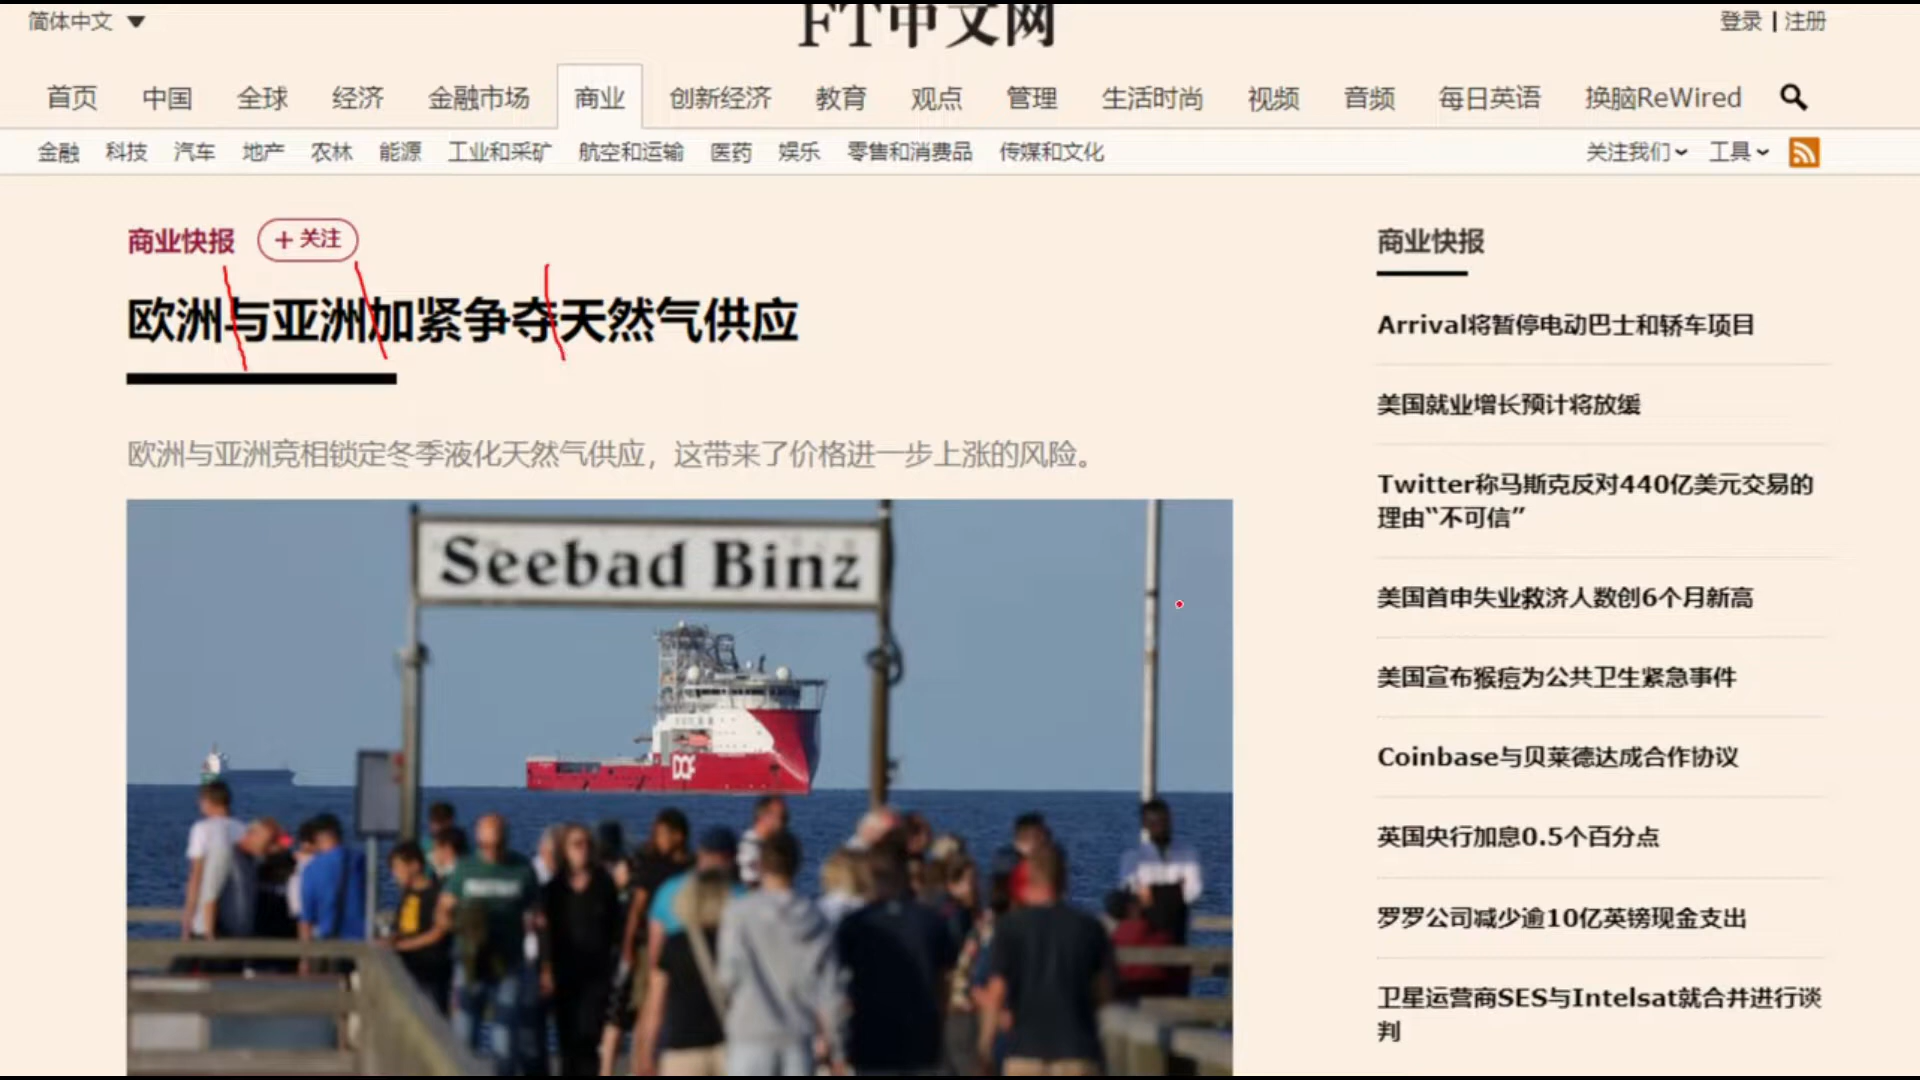 简体中文
FT中文网
登录 | 注册
首页 中国 全球 经济 金融市场 商业 创新经济 教育 观点 管理 生活时尚 视频 音频 每日英语 换脑ReWired
金融 科技 汽车 地产 农林 能源 工业和采矿 航空和运输 医药 娱乐 零售和消费品 传媒和文化 关注我们 工具
商业快报 +关注
欧洲与亚洲加紧争夺天然气供应
欧洲与亚洲竞相锁定冬季液化天然气供应，这带来了价格进一步上涨的风险。
Seebad Binz
DOF
商业快报
Arrival将暂停电动巴士和轿车项目
美国就业增长预计将放缓
Twitter称马斯克反对440亿美元交易的
理由“不可信”
美国首申失业救济人数创6个月新高
美国宣布猴痘为公共卫生紧急事件
Coinbase与贝莱德达成合作协议
英国央行加息0.5个百分点
罗罗公司减少逾10亿英镑现金支出
卫星运营商SES与Intelsat就合并进行谈
判